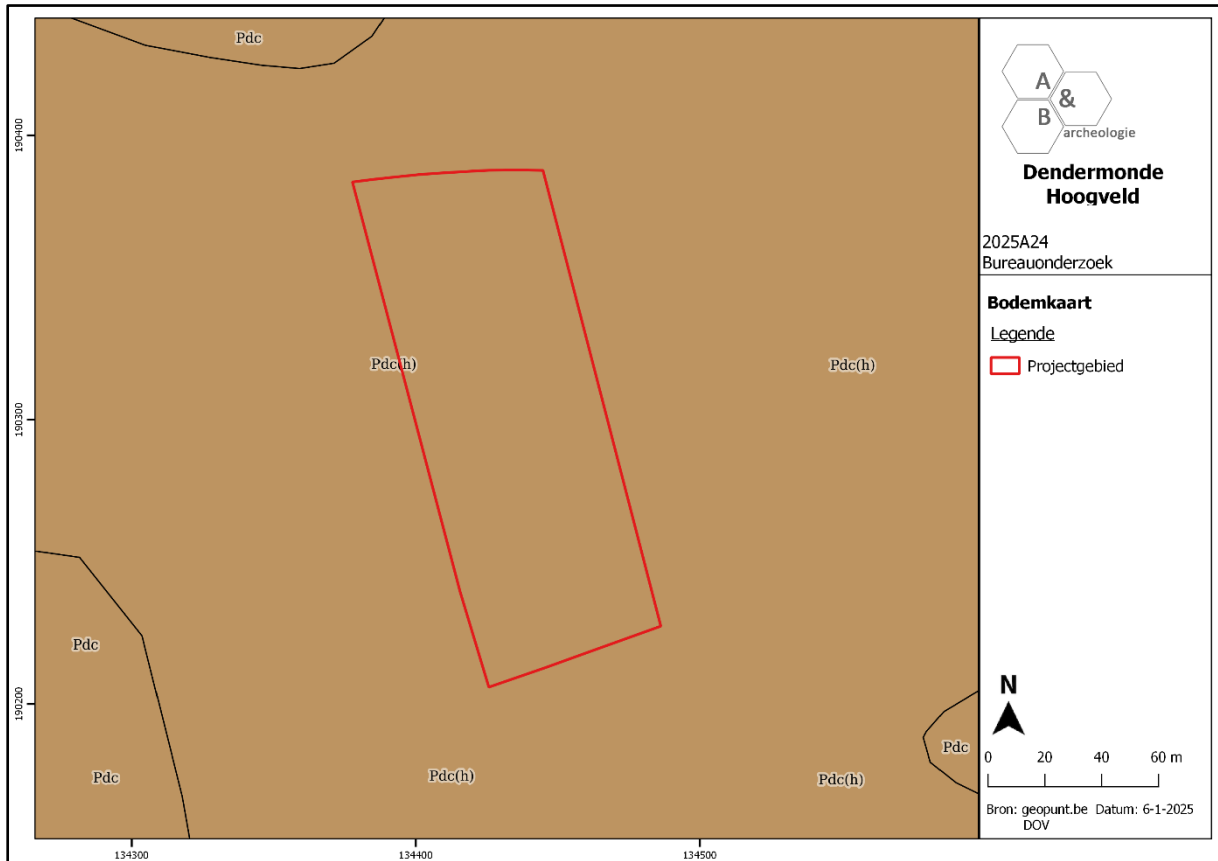 Pdc
190400
Pdc(h)
Pdc(h)
190300
Pdc
190200
Pdc
Pdc(h)
Pdc(h)
Pdc
134300
134400
134500
A
&
B
archeologie
Dendermonde
Hoogveld
2025A24
Bureauonderzoek
Bodemkaart
Legende
Projectgebied
N
0 20 40 60 m
Bron: geopunt.be Datum: 6-1-2025
DOV